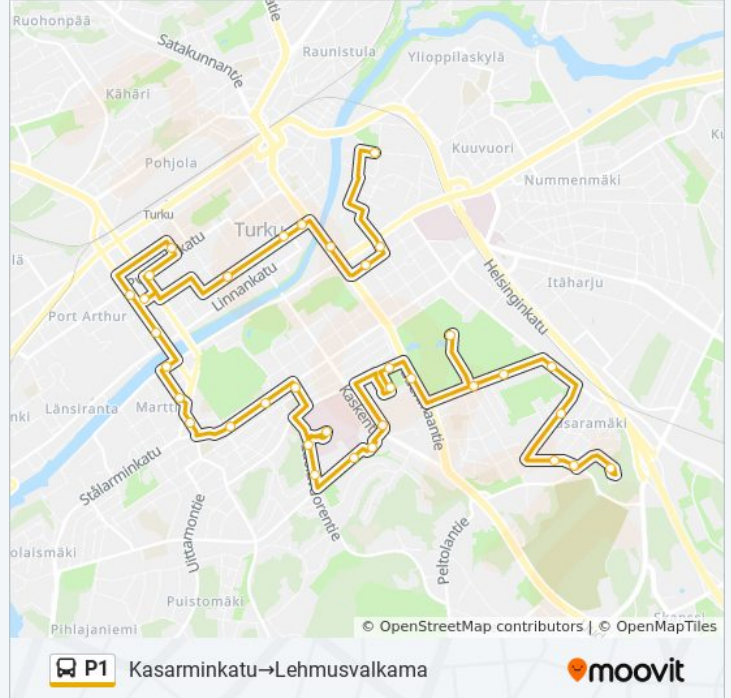 Ruohonpää
Satakunnantie
Raunistula
Ylioppilaskylä
Kähäri
Pohjola
Kuuvuori
Nummenmäki
Turku
Turku
Linnankatu
Helsinginkatu
Itäharju
Port Arthur
Länsiranta
Martti
Kaskent
Stålarminkatu
Uittamontie
Peltolantie
Puistomäki
Pihlajaniemi
© OpenStreetMap contributors | © OpenMapTiles
P1 Kasarminkatu→Lehmusvalkama
moovit